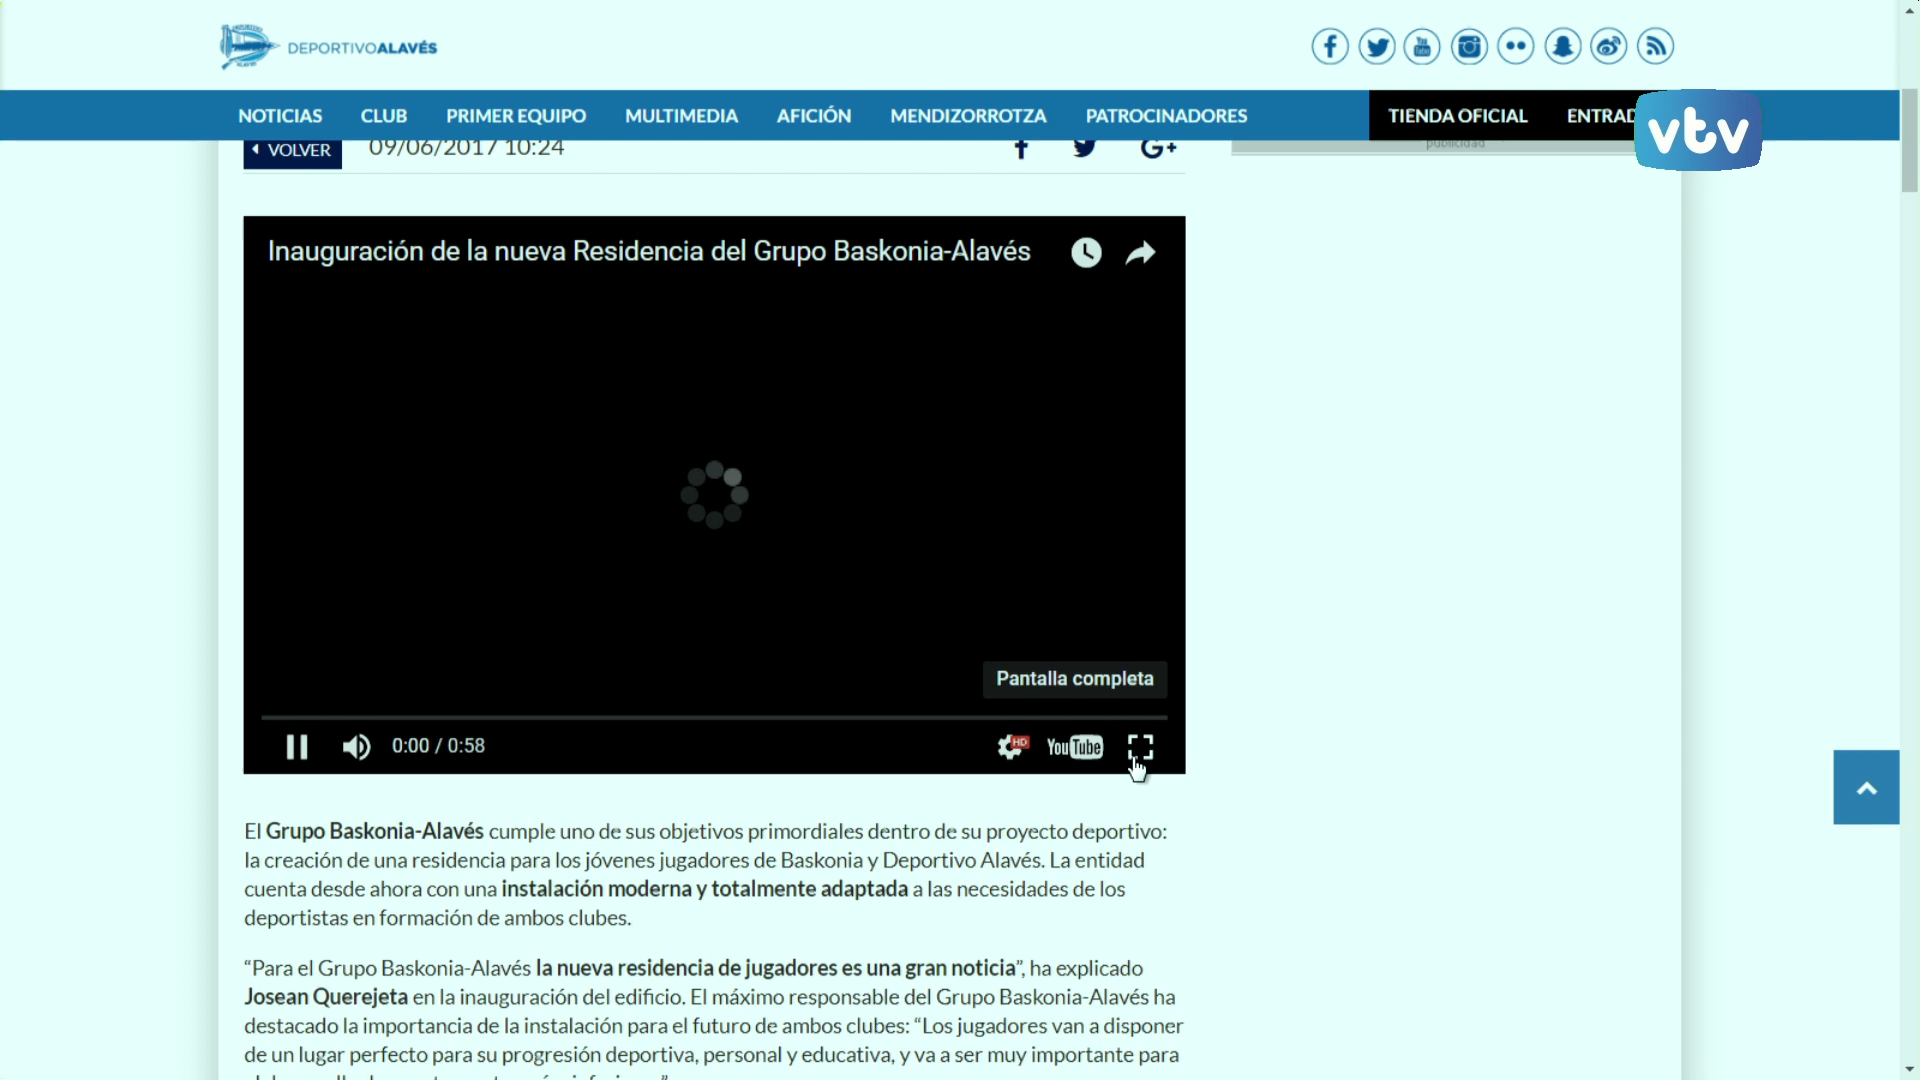 DEPORTIVOALAVÉS
NOTICIAS CLUB PRIMER EQUIPO MULTIMEDIA AFICIÓN MENDIZORROTZA PATROCINADORES TIENDA OFICIAL ENTRAD
vtv
VOLVER 09/06/2017 10:24
publicidad
Inauguración de la nueva Residencia del Grupo Baskonia-Alavés
Pantalla completa
0:00 / 0:58 HD YouTube
El Grupo Baskonia-Alavés cumple uno de sus objetivos primordiales dentro de su proyecto deportivo:
la creación de una residencia para los jóvenes jugadores de Baskonia y Deportivo Alavés. La entidad
cuenta desde ahora con una instalación moderna y totalmente adaptada a las necesidades de los
deportistas en formación de ambos clubes.
“Para el Grupo Baskonia-Alavés la nueva residencia de jugadores es una gran noticia”, ha explicado
Josean Querejeta en la inauguración del edificio. El máximo responsable del Grupo Baskonia-Alavés ha
destacado la importancia de la instalación para el futuro de ambos clubes: “Los jugadores van a disponer
de un lugar perfecto para su progresión deportiva, personal y educativa, y va a ser muy importante para